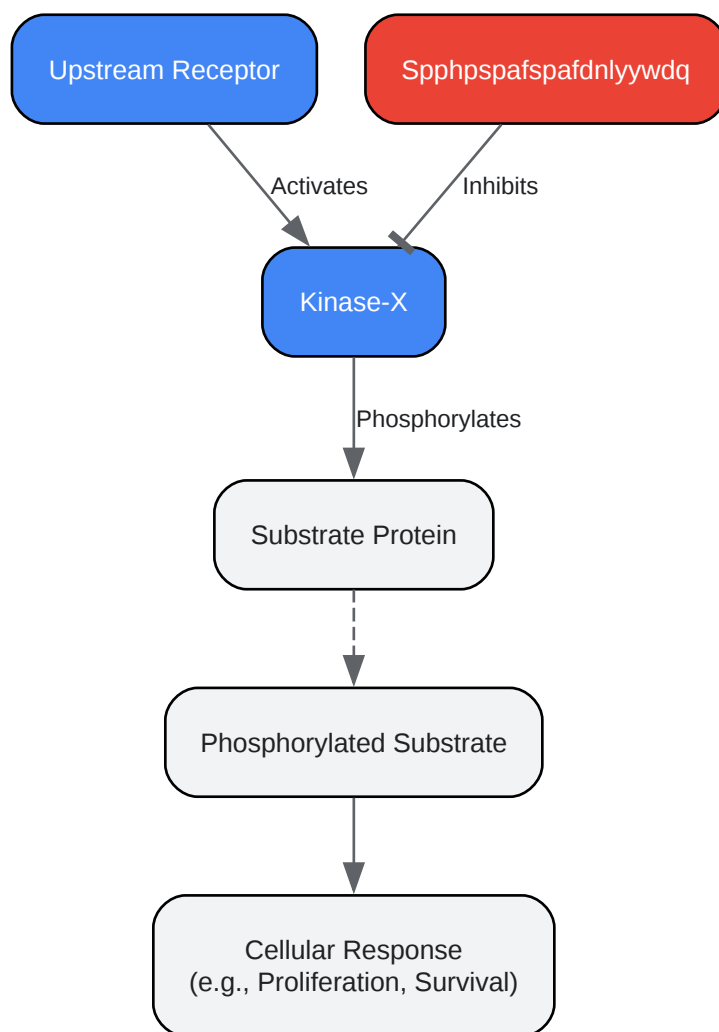 Upstream Receptor
Spphpspafspafdnlyywdq
Activates
Inhibits
Kinase-X
Phosphorylates
Substrate Protein
Phosphorylated Substrate
Cellular Response
(e.g., Proliferation, Survival)